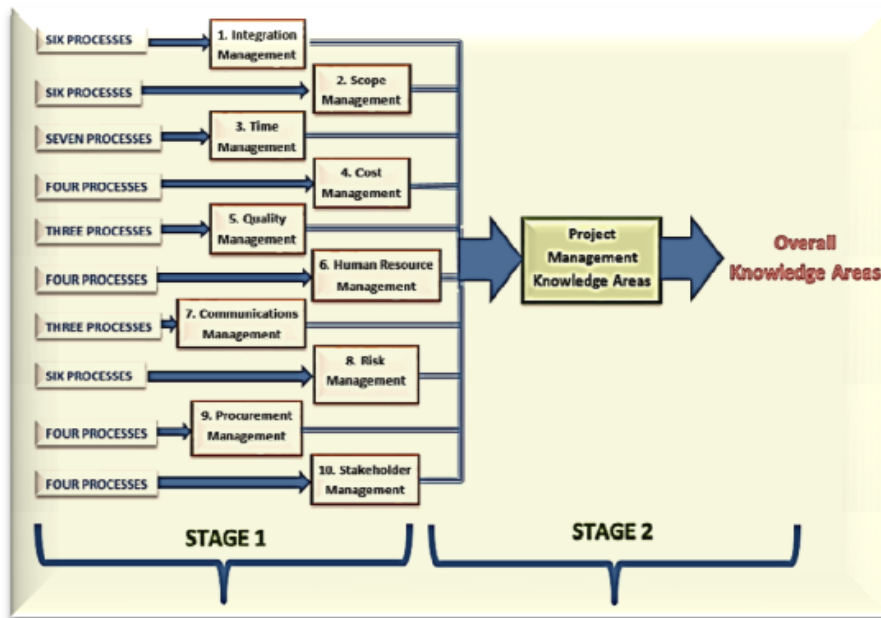 SIX PROCESSES
1. Integration
Management
SIX PROCESSES
2. Scope
Management
SEVEN PROCESSES
3. Time
Management
FOUR PROCESSES
4. Cost
Management
THREE PROCESSES
5. Quality
Management
FOUR PROCESSES
6. Human Resource
Management
THREE PROCESSES
7. Communications
Management
SIX PROCESSES
8. Risk
Management
FOUR PROCESSES
9. Procurement
Management
FOUR PROCESSES
10. Stakeholder
Management
Project
Management
Knowledge Areas
Overall
Knowledge Areas
STAGE 1
STAGE 2